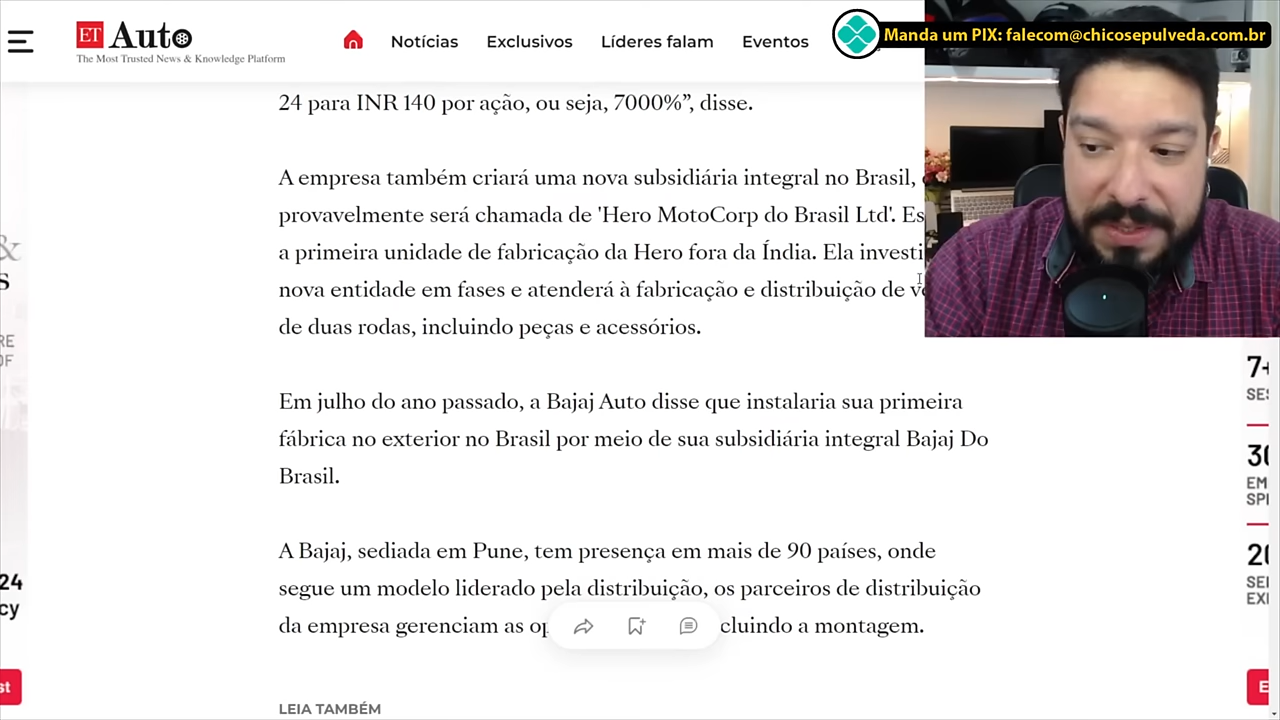 ET Auto
The Most Trusted News & Knowledge Platform
Notícias Exclusivos Líderes falam Eventos
Manda um PIX: falecom@chicosepulveda.com.br
24 para INR 140 por ação, ou seja, 7000%”, disse.
A empresa também criará uma nova subsidiária integral no Brasil,
provavelmente será chamada de 'Hero MotoCorp do Brasil Ltd'.
a primeira unidade de fabricação da Hero fora da Índia. Ela
nova entidade em fases e atenderá à fabricação e distribuição de
de duas rodas, incluindo peças e acessórios.
Em julho do ano passado, a Bajaj Auto disse que instalaria sua primeira
fábrica no exterior no Brasil por meio de sua subsidiária integral Bajaj Do
Brasil.
A Bajaj, sediada em Pune, tem presença em mais de 90 países, onde
segue um modelo liderado pela distribuição, os parceiros de distribuição
da empresa gerenciam as a montagem.
LEIA TAMBÉM
&
24